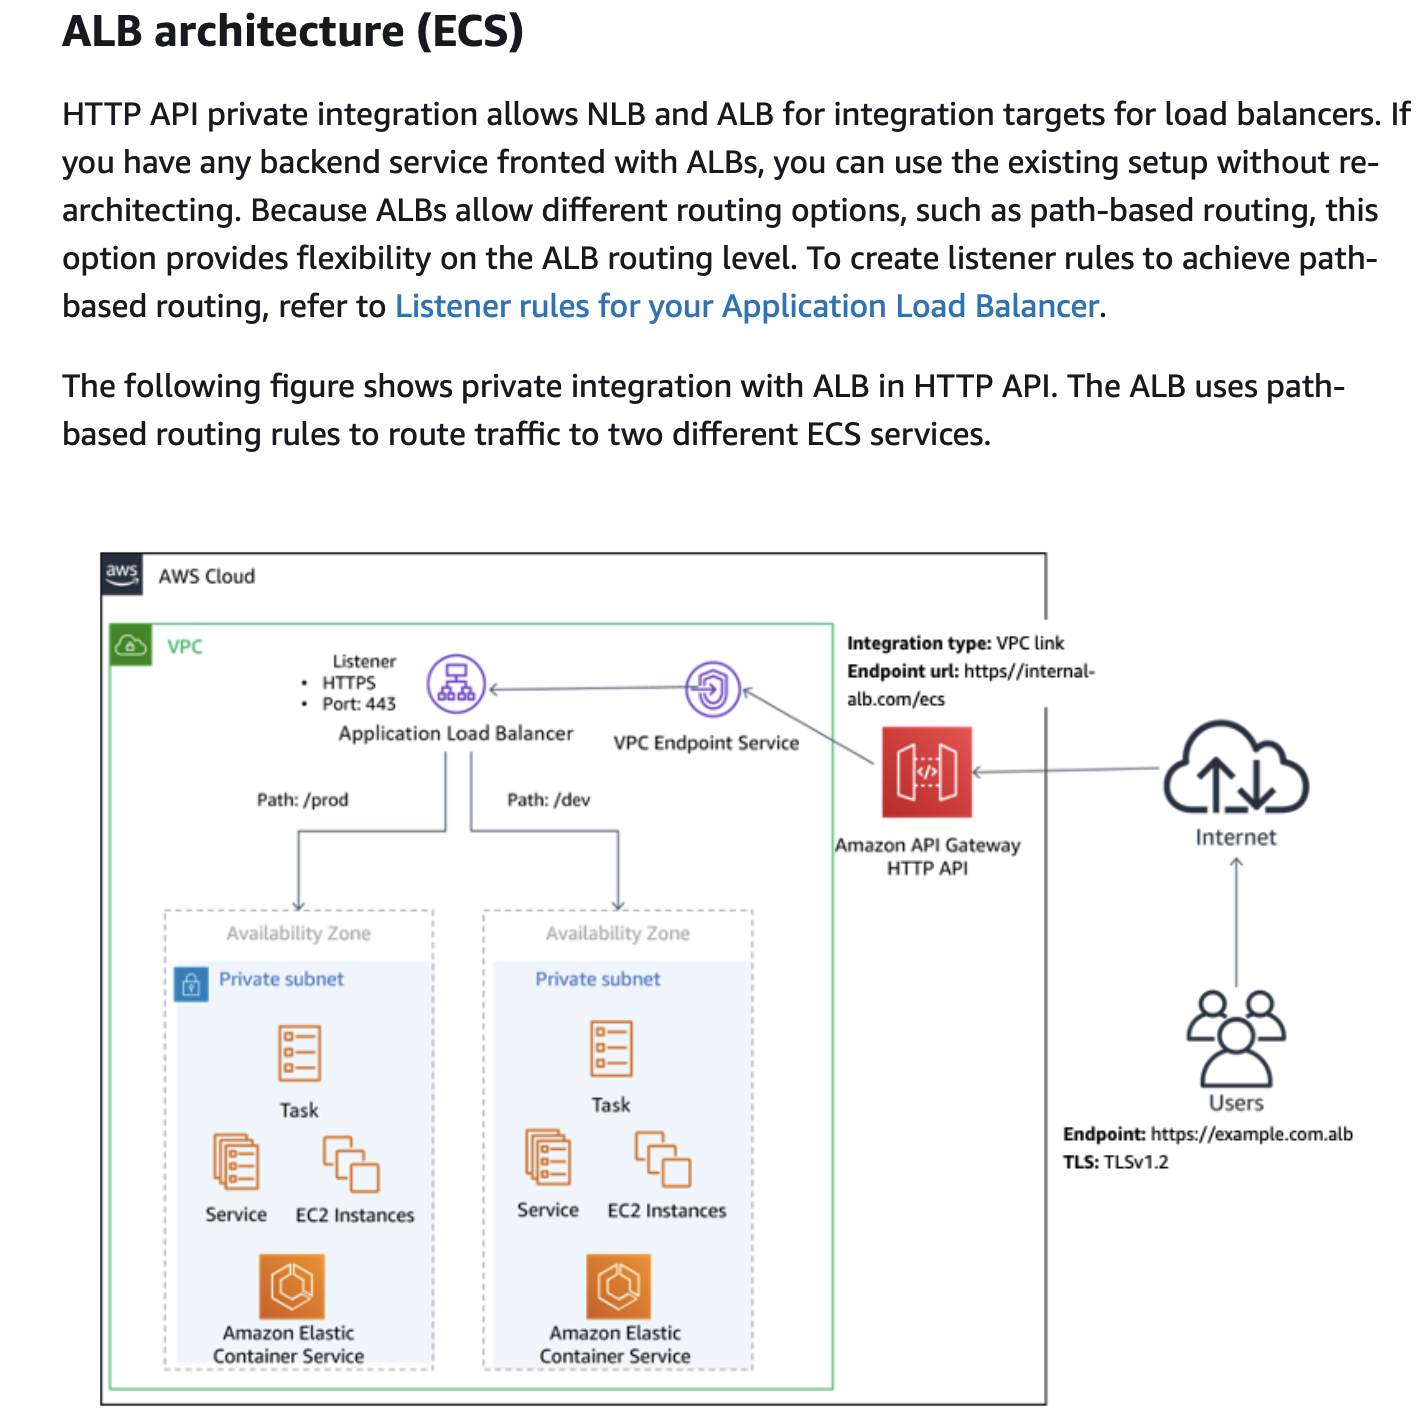 ALB architecture (ECS)
HTTP API private integration allows NLB and ALB for integration targets for load balancers. If
you have any backend service fronted with ALBs, you can use the existing setup without re-
architecting. Because ALBs allow different routing options, such as path-based routing, this
option provides flexibility on the ALB routing level. To create listener rules to achieve path-
based routing, refer to Listener rules for your Application Load Balancer.
The following figure shows private integration with ALB in HTTP API. The ALB uses path-
based routing rules to route traffic to two different ECS services.
aws
AWS Cloud
VPC
Listener
• HTTPS
• Port: 443
Application Load Balancer
VPC Endpoint Service
Integration type: VPC link
Endpoint url: https//internal-
alb.com/ecs
</>
Amazon API Gateway
HTTP API
Internet
Users
Endpoint: https://example.com.alb
TLS: TLSv1.2
Path: /prod
Path: /dev
Availability Zone
Private subnet
Task
Service
EC2 Instances
Amazon Elastic
Container Service
Availability Zone
Private subnet
Task
Service
EC2 Instances
Amazon Elastic
Container Service